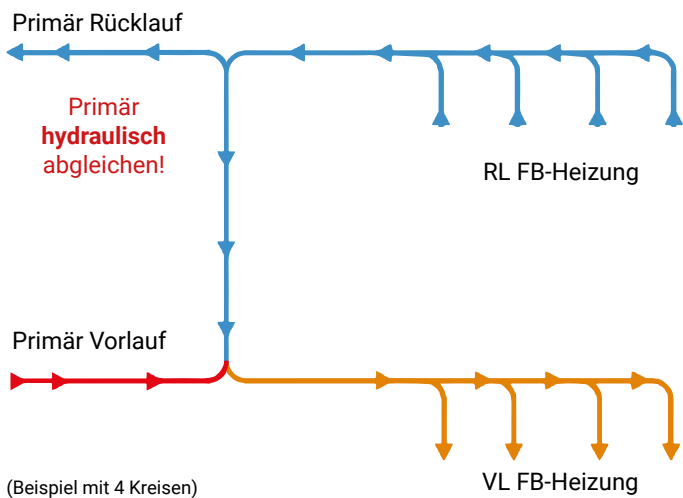 Primär Rücklauf
Primär
hydraulisch
abgleichen!
RL FB-Heizung
Primär Vorlauf
VL FB-Heizung
(Beispiel mit 4 Kreisen)